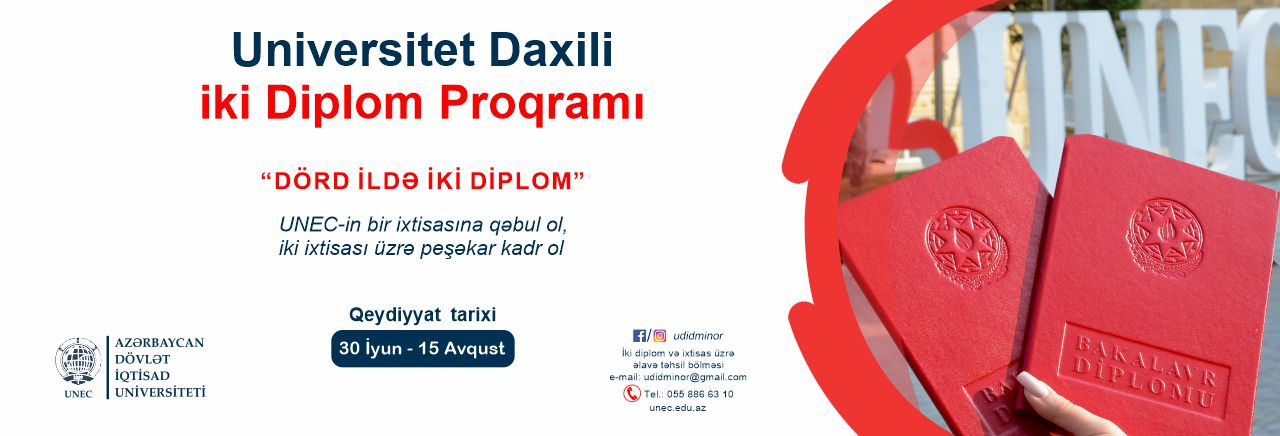 Universitet Daxili
iki Diplom Proqramı
“DÖRD İLDƏ İKİ DİPLOM”
UNEC-in bir ixtisasına qəbul ol,
iki ixtisası üzrə peşəkar kadr ol
Qeydiyyat tarixi
30 İyun - 15 Avqust
AZƏRBAYCAN
DÖVLƏT
İQTİSAD
UNİVERSİTETİ
UNEC
udidminor
İki diplom və ixtisas üzrə
əlavə təhsil bölməsi
e-mail: udidminor@gmail.com
Tel.: 055 886 63 10
unec.edu.az
UNEC
BAKALAVR
DİPLOMU
BAKA
DİP